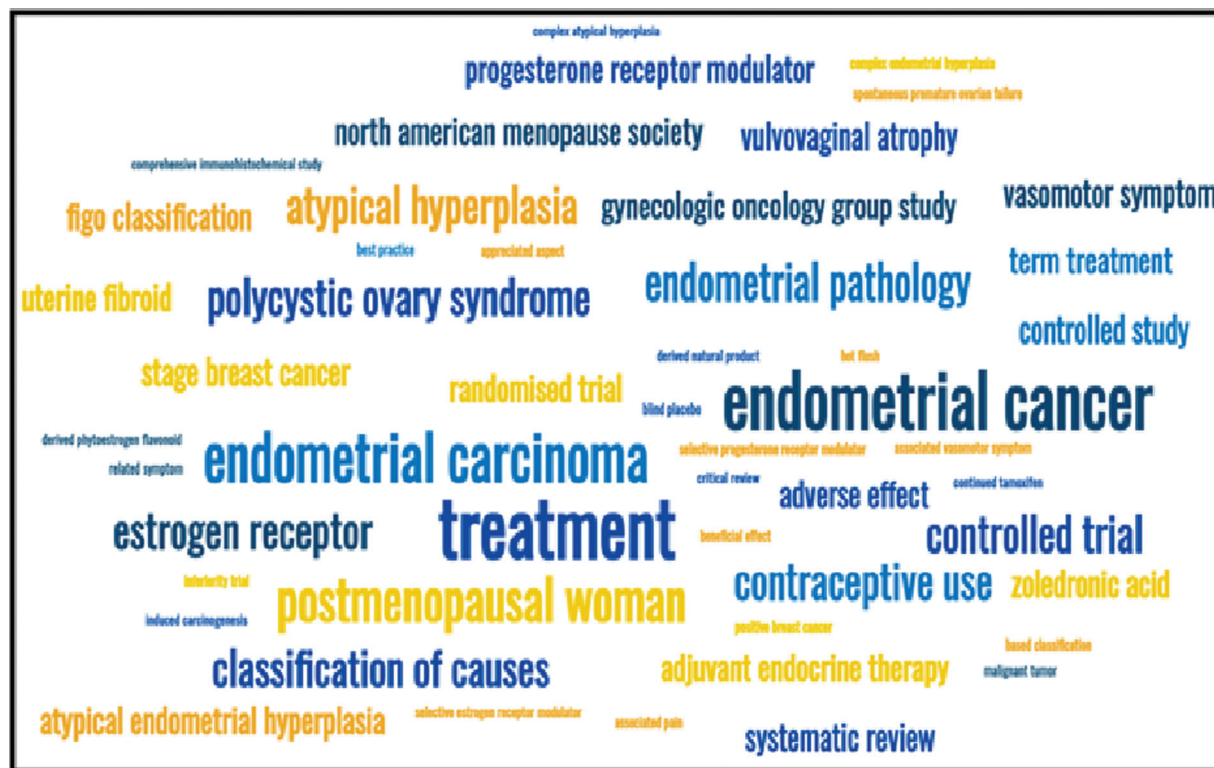 complex atypical hyperplasia
progesterone receptor modulator
complex endometrial hyperplasia
spontaneous premature ovarian failure
north american menopause society
vulvovaginal atrophy
comprehensive immunohistochemical study
figo classification
atypical hyperplasia
gynecologic oncology group study
vasomotor symptom
best practice
appreciated aspect
uterine fibroid
polycystic ovary syndrome
endometrial pathology
term treatment
controlled study
stage breast cancer
randomised trial
derived natural product
hot flush
blind placebo
endometrial cancer
derived phytoestrogen flavonoid
related symptom
endometrial carcinoma
selective progesterone receptor modulator
associated vasomotor symptom
critical review
adverse effect
continued tamoxifen
estrogen receptor
treatment
beneficial effect
controlled trial
inferiority trial
induced carcinogenesis
postmenopausal woman
contraceptive use
zoledronic acid
positive breast cancer
classification of causes
adjuvant endocrine therapy
based classification
malignant tumor
atypical endometrial hyperplasia
selective estrogen receptor modulator
associated pain
systematic review